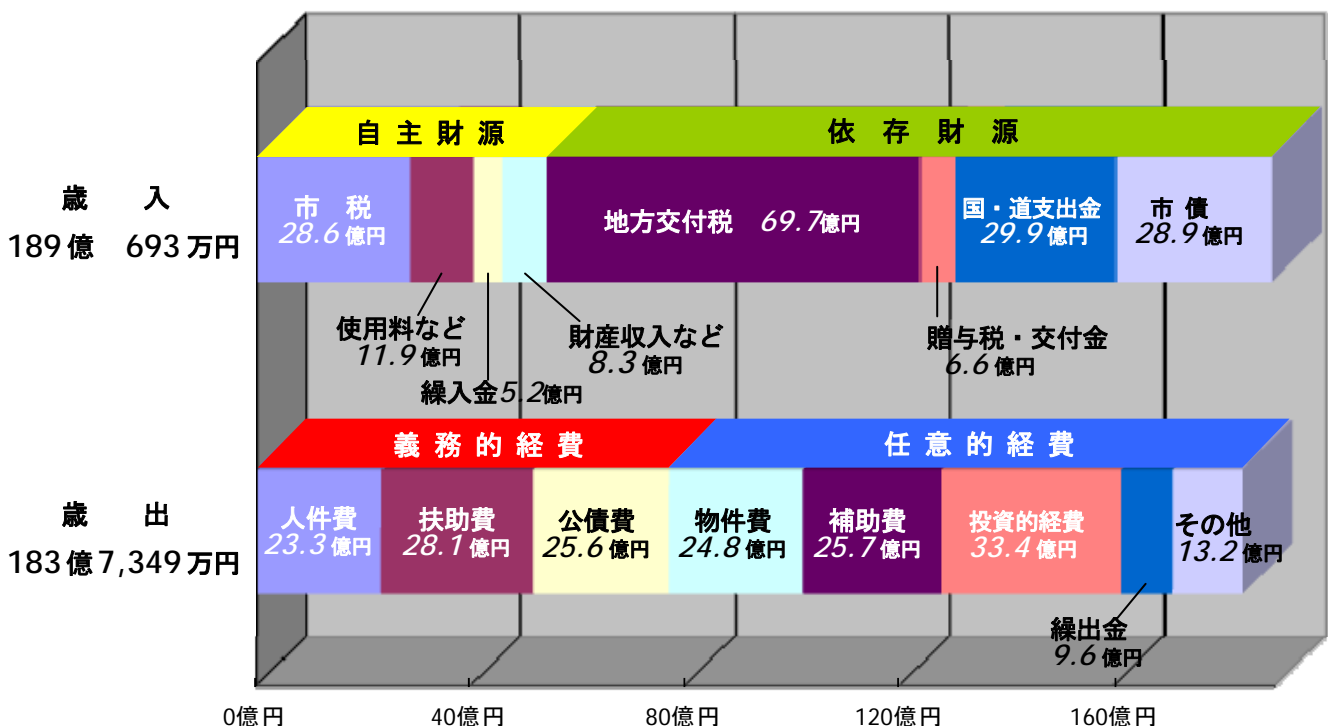 自主財源
依存財源
歳入
189億 693万円
市税
28.6億円
地方交付税 69.7億円
国・道支出金
29.9億円
市債
28.9億円
使用料など
11.9億円
繰入金5.2億円
財産収入など
8.3億円
贈与税・交付金
6.6億円
義務的経費
任意的経費
歳出
183億7,349万円
人件費
23.3億円
扶助費
28.1億円
公債費
25.6億円
物件費
24.8億円
補助費
25.7億円
投資的経費
33.4億円
その他
13.2億円
繰出金
9.6億円
0億円
40億円
80億円
120億円
160億円